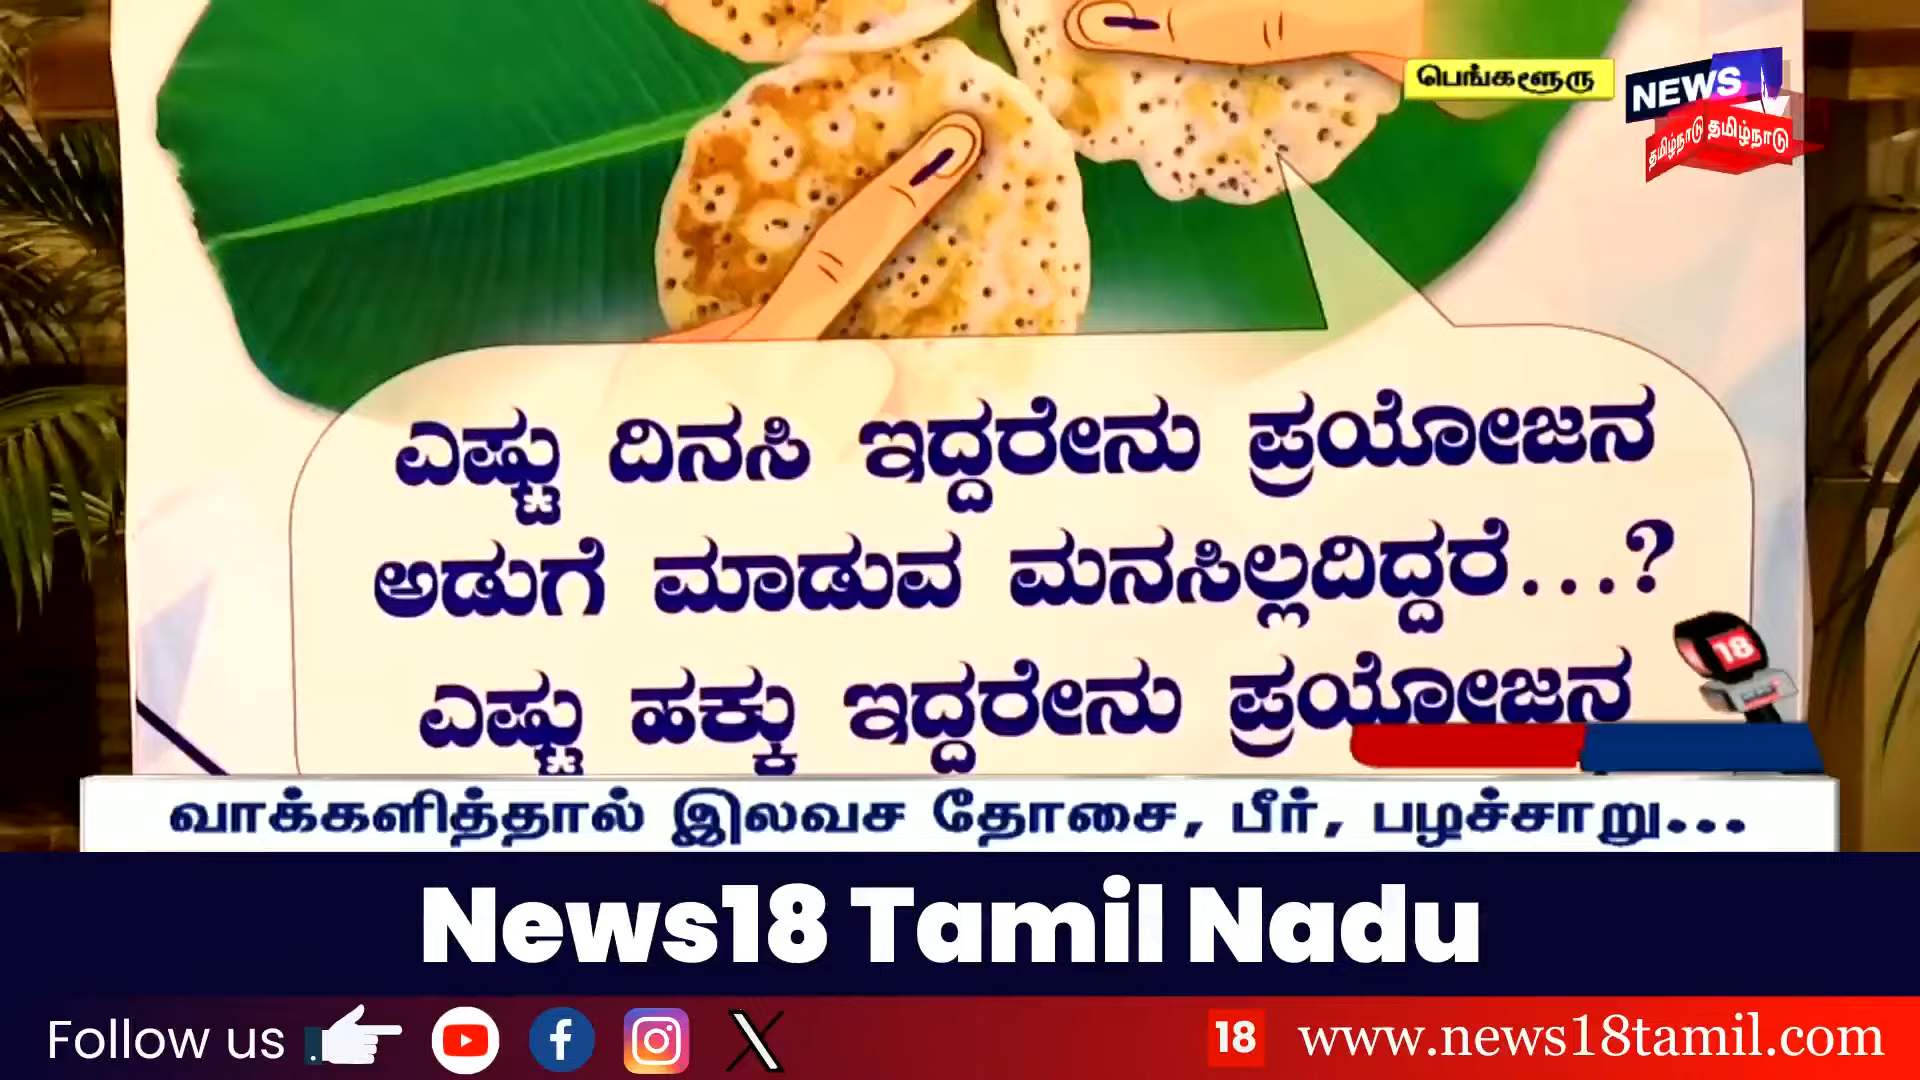 பெங்களூரு
NEWS
18
தமிழ்நாடு தமிழ்நாடு
ಎಷ್ಟು ದಿನಸಿ ಇದ್ದರೇನು ಪ್ರಯೋಜನ
ಅಡುಗೆ ಮಾಡುವ ಮನಸಿಲ್ಲದಿದ್ದರೆ...?
ಎಷ್ಟು ಹಕ್ಕು ಇದ್ದರೇನು ಪ್ರಯೋಜನ
18
வாக்களித்தால் இலவச தோசை, பீர், பழச்சாறு...
News18 Tamil Nadu
Follow us
18 www.news18tamil.com